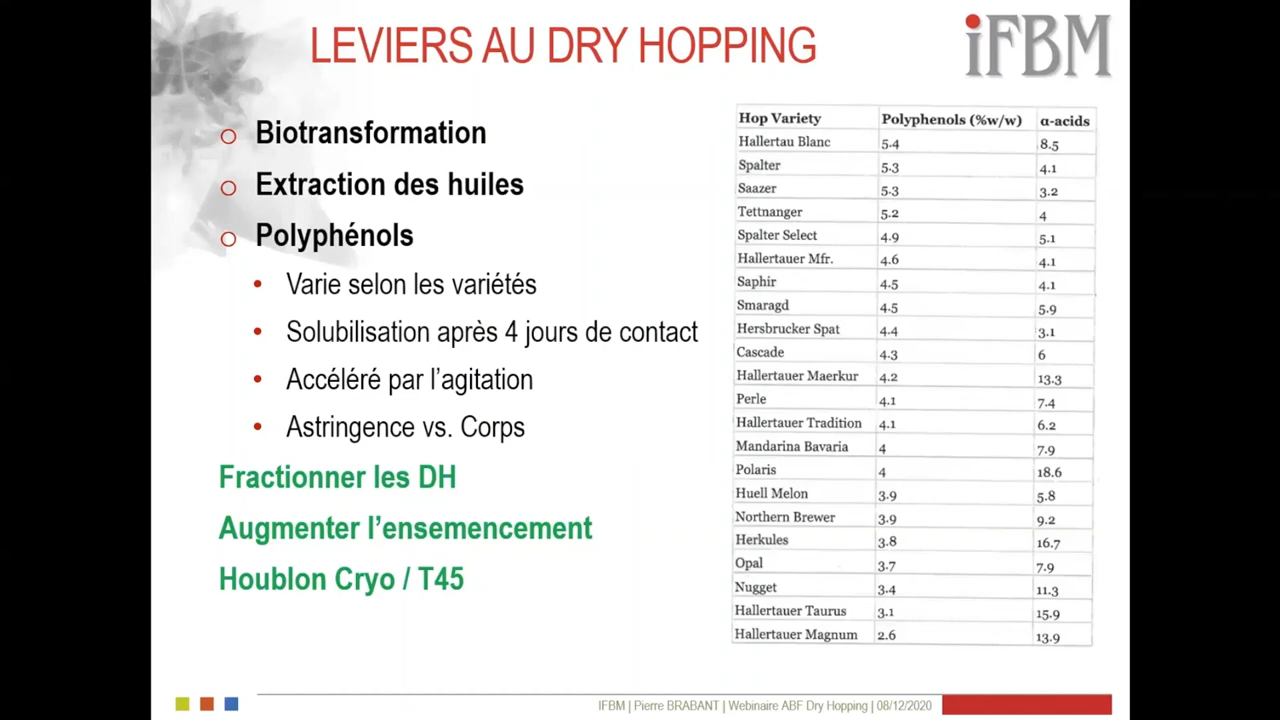 LEVIERS AU DRY HOPPING
iFBM
Biotransformation
Extraction des huiles
Polyphénols
Varie selon les variétés
Solubilisation après 4 jours de contact
Accéléré par l'agitation
Astringence vs. Corps
Fractionner les DH
Augmenter l'ensemencement
Houblon Cryo / T45
Hop Variety Polyphenols (%w/w) α-acids
Hallertau Blanc 5.4 8.5
Spalter 5.3 4.1
Saazer 5.3 3.2
Tettnanger 5.2 4
Spalter Select 4.9 5.1
Hallertauer Mfr. 4.6 4.1
Saphir 4.5 4.1
Smaragd 4.5 5.9
Hersbrucker Spat 4.4 3.1
Cascade 4.3 6
Hallertauer Maerkur 4.2 13.3
Perle 4.1 7.4
Hallertauer Tradition 4.1 6.2
Mandarina Bavaria 4 7.9
Polaris 4 18.6
Huell Melon 3.9 5.8
Northern Brewer 3.9 9.2
Herkules 3.8 16.7
Opal 3.7 7.9
Nugget 3.4 11.3
Hallertauer Taurus 3.1 15.9
Hallertauer Magnum 2.6 13.9
IFBM | Pierre BRABANT | Webinaire ABF Dry Hopping | 08/12/2020